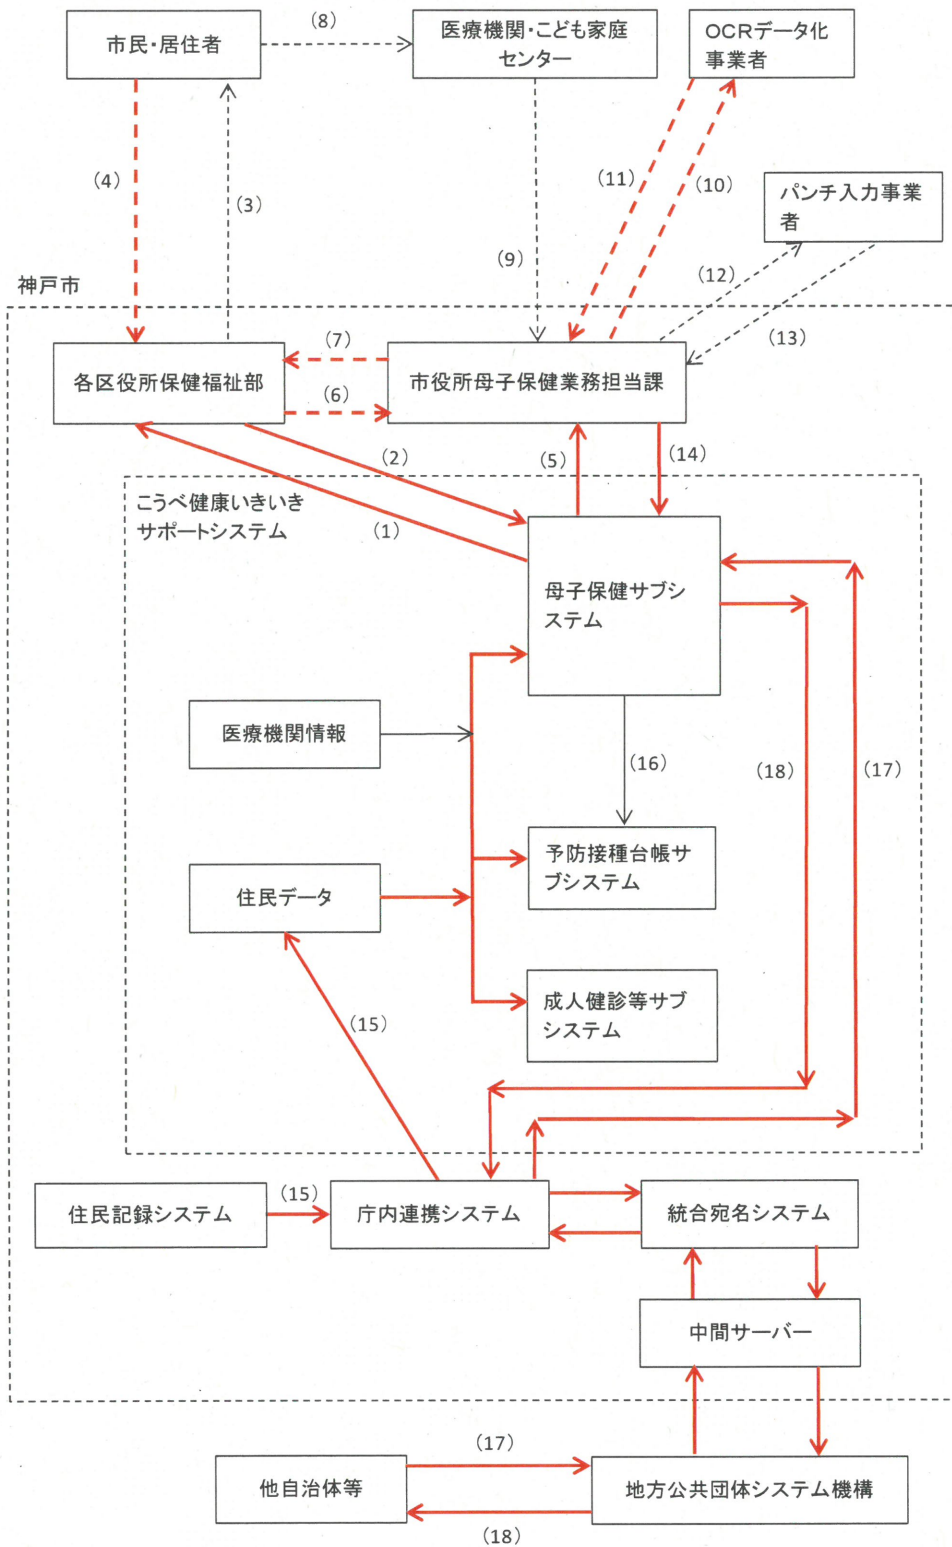 市民・居住者
(8)
医療機関・こども家庭
センター
OCRデータ化
事業者
(4)
(3)
(9)
(11)
(10)
パンチ入力事業
者
(12)
(13)
神戸市
各区役所保健福祉部
(7)
(6)
市役所母子保健業務担当課
(2)
(1)
(5)
(14)
こうべ健康いきいき
サポートシステム
母子保健サブシ
ステム
医療機関情報
(16)
(18)
(17)
予防接種台帳サ
ブシステム
住民データ
成人健診等サブ
システム
(15)
住民記録システム
(15)
庁内連携システム
統合宛名システム
中間サーバー
他自治体等
(17)
(18)
地方公共団体システム機構